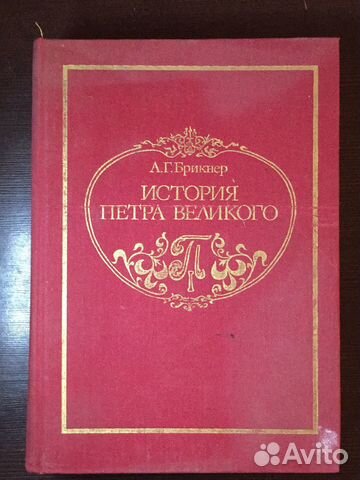 А.Г. Брикнер
ИСТОРИЯ
ПЕТРА ВЕЛИКОГО
П I
Avito